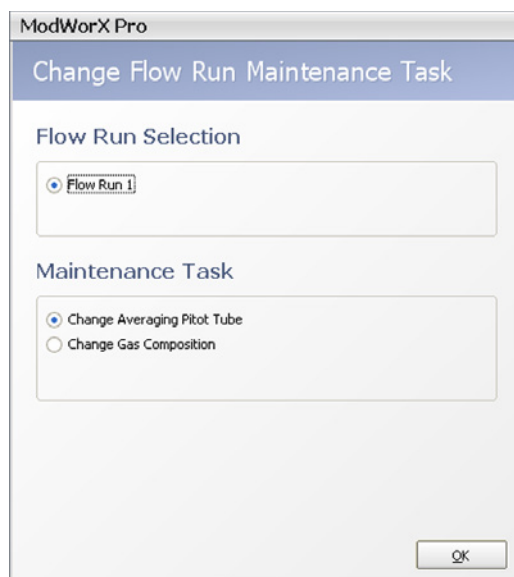 ModWorX Pro
Change Flow Run Maintenance Task
Flow Run Selection
Flow Run 1
Maintenance Task
Change Averaging Pitot Tube
Change Gas Composition
OK